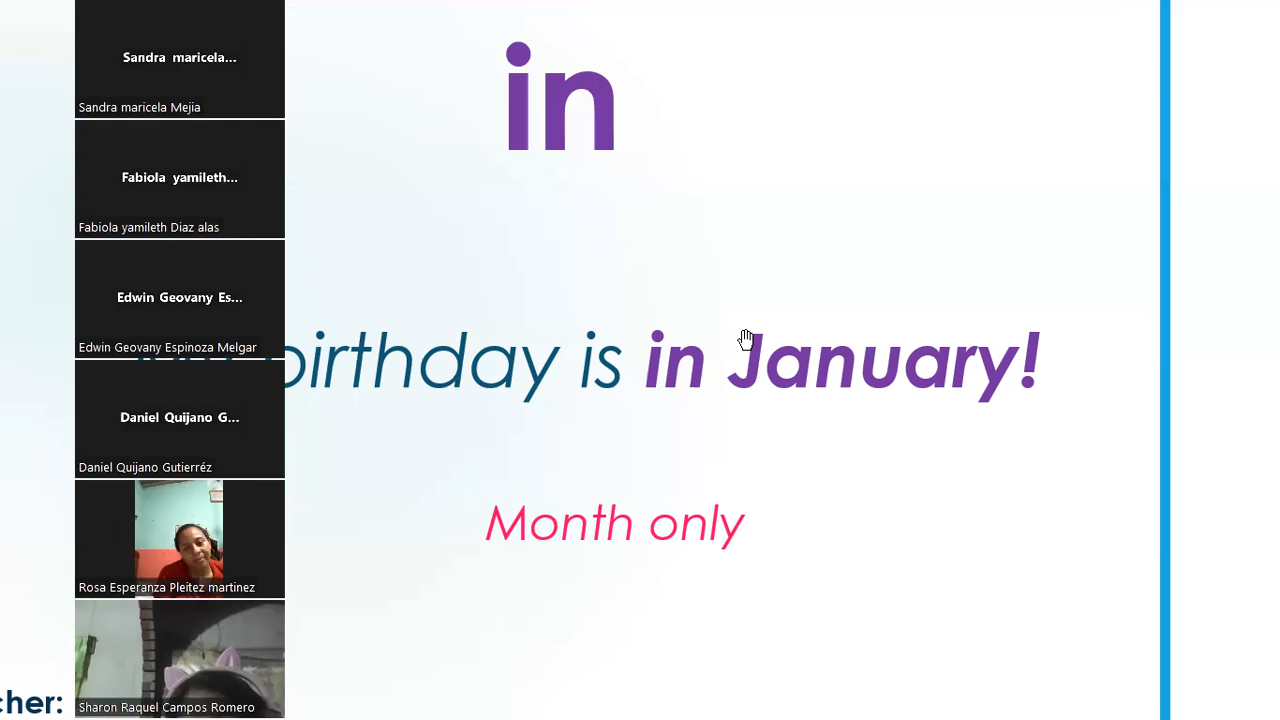 Sandra maricela...
Sandra maricela Mejia
Fabiola yamileth...
Fabiola yamileth Diaz alas
Edwin Geovany Es...
Edwin Geovany Espinoza Melgar
Daniel Quijano G...
Daniel Quijano Gutierréz
Rosa Esperanza Pleitez martinez
Sharon Raquel Campos Romero
in
birthday is in January!
Month only
cher: